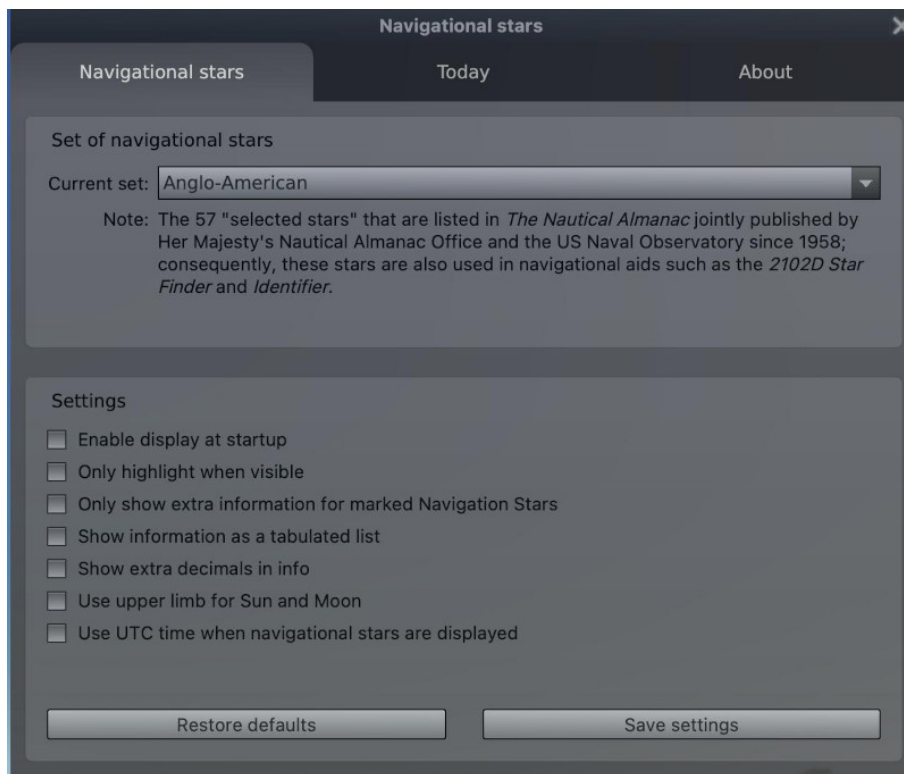 Navigational stars
Navigational stars Today About
Set of navigational stars
Current set: Anglo-American
Note: The 57 "selected stars" that are listed in The Nautical Almanac jointly published by
Her Majesty's Nautical Almanac Office and the US Naval Observatory since 1958;
consequently, these stars are also used in navigational aids such as the 2102D Star
Finder and Identifier.
Settings
Enable display at startup
Only highlight when visible
Only show extra information for marked Navigation Stars
Show information as a tabulated list
Show extra decimals in info
Use upper limb for Sun and Moon
Use UTC time when navigational stars are displayed
Restore defaults Save settings